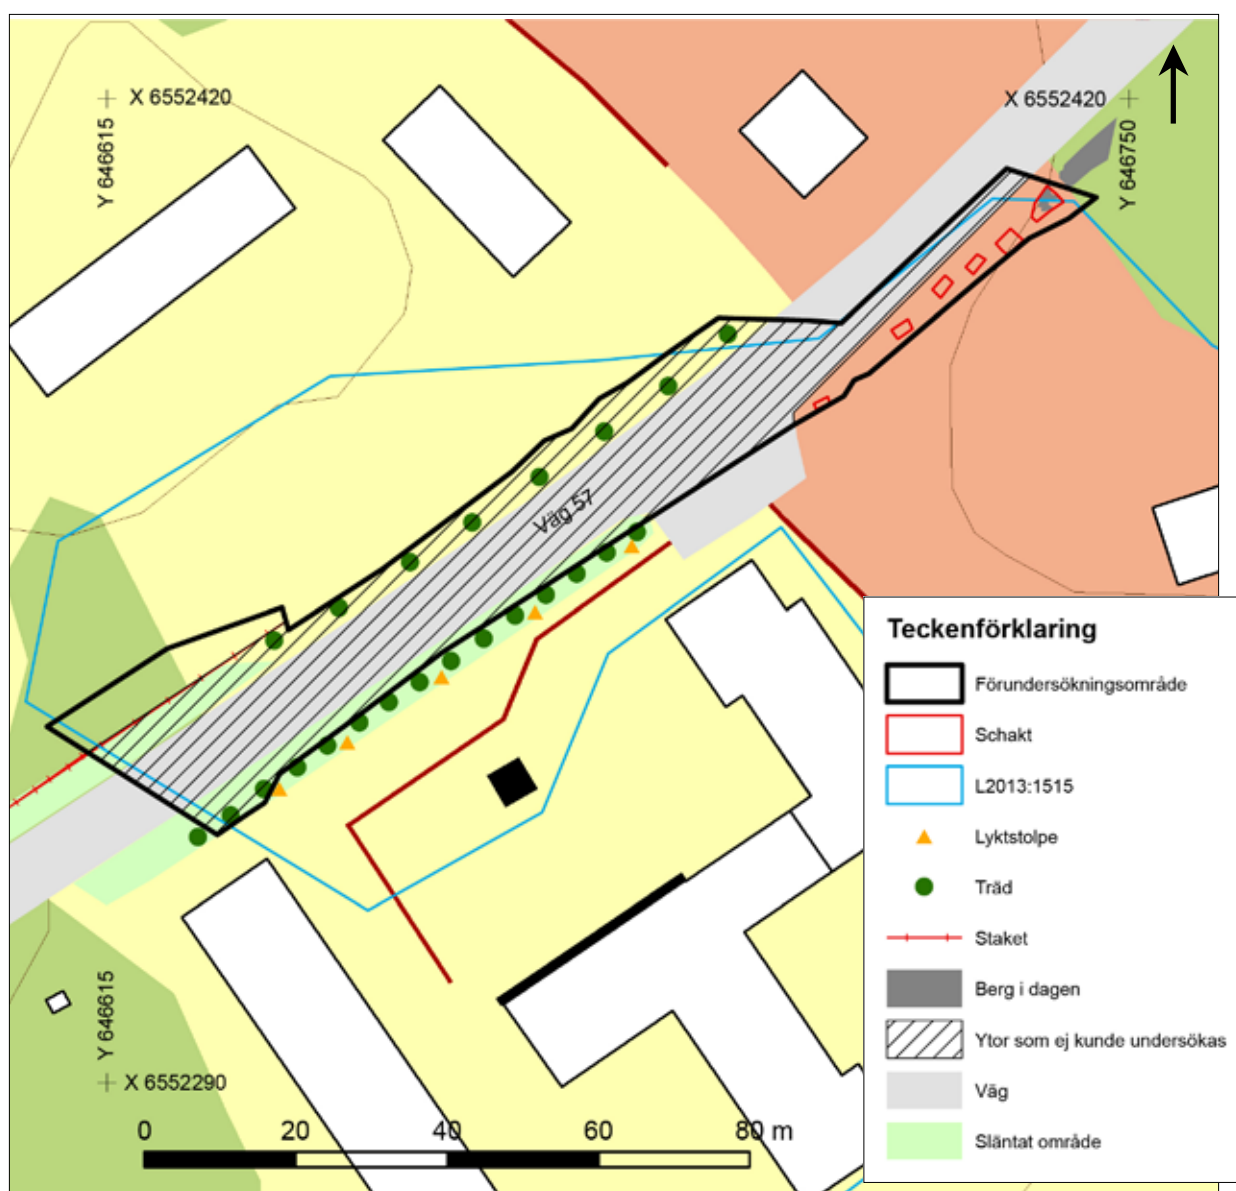 X 6552420
Y 646615
X 6552420
Y 646750
Väg 57
Teckenförklaring
Förundersökningsområde
Schakt
L2013:1515
Lyktstolpe
Träd
Staket
Berg i dagen
Ytor som ej kunde undersökas
Väg
Släntat område
Y 646615
X 6552290
0 20 40 60 80 m